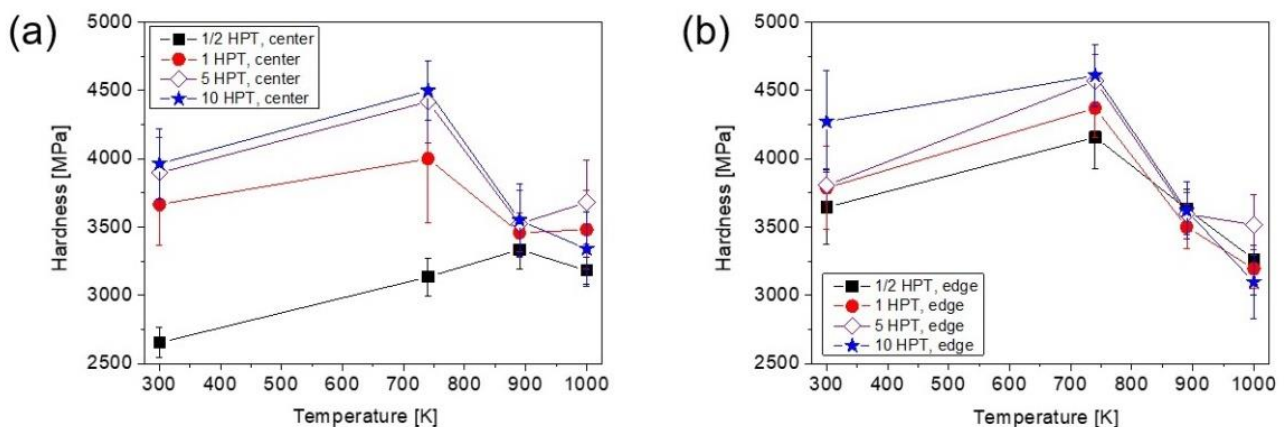 (a)
5000
4500
4000
3500
3000
2500
Hardness [MPa]
1/2 HPT, center
1 HPT, center
5 HPT, center
10 HPT, center
300 400 500 600 700 800 900 1000
Temperature [K]
(b)
5000
4500
4000
3500
3000
2500
Hardness [MPa]
1/2 HPT, edge
1 HPT, edge
5 HPT, edge
10 HPT, edge
300 400 500 600 700 800 900 1000
Temperature [K]